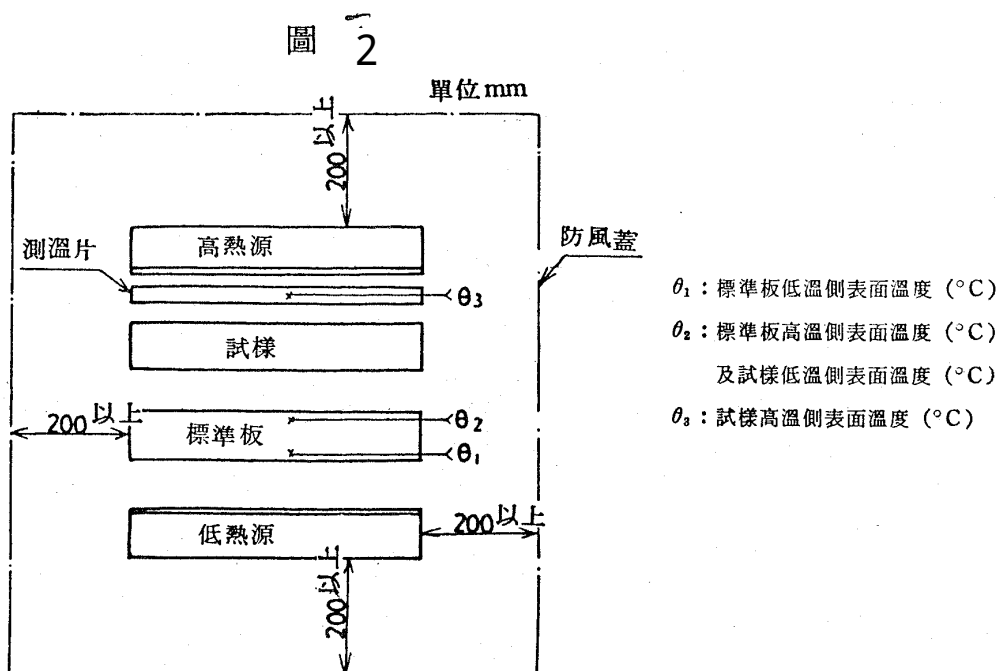 圖 2
單位mm
200以上
測溫片
高熱源
防風蓋
θ3
試樣
200以上
標準板
θ2
θ1
低熱源
200以上
200以上
θ₁：標準板低溫側表面溫度 (°C)
θ₂：標準板高溫側表面溫度 (°C)
及試樣低溫側表面溫度 (°C)
θ₃：試樣高溫側表面溫度 (°C)